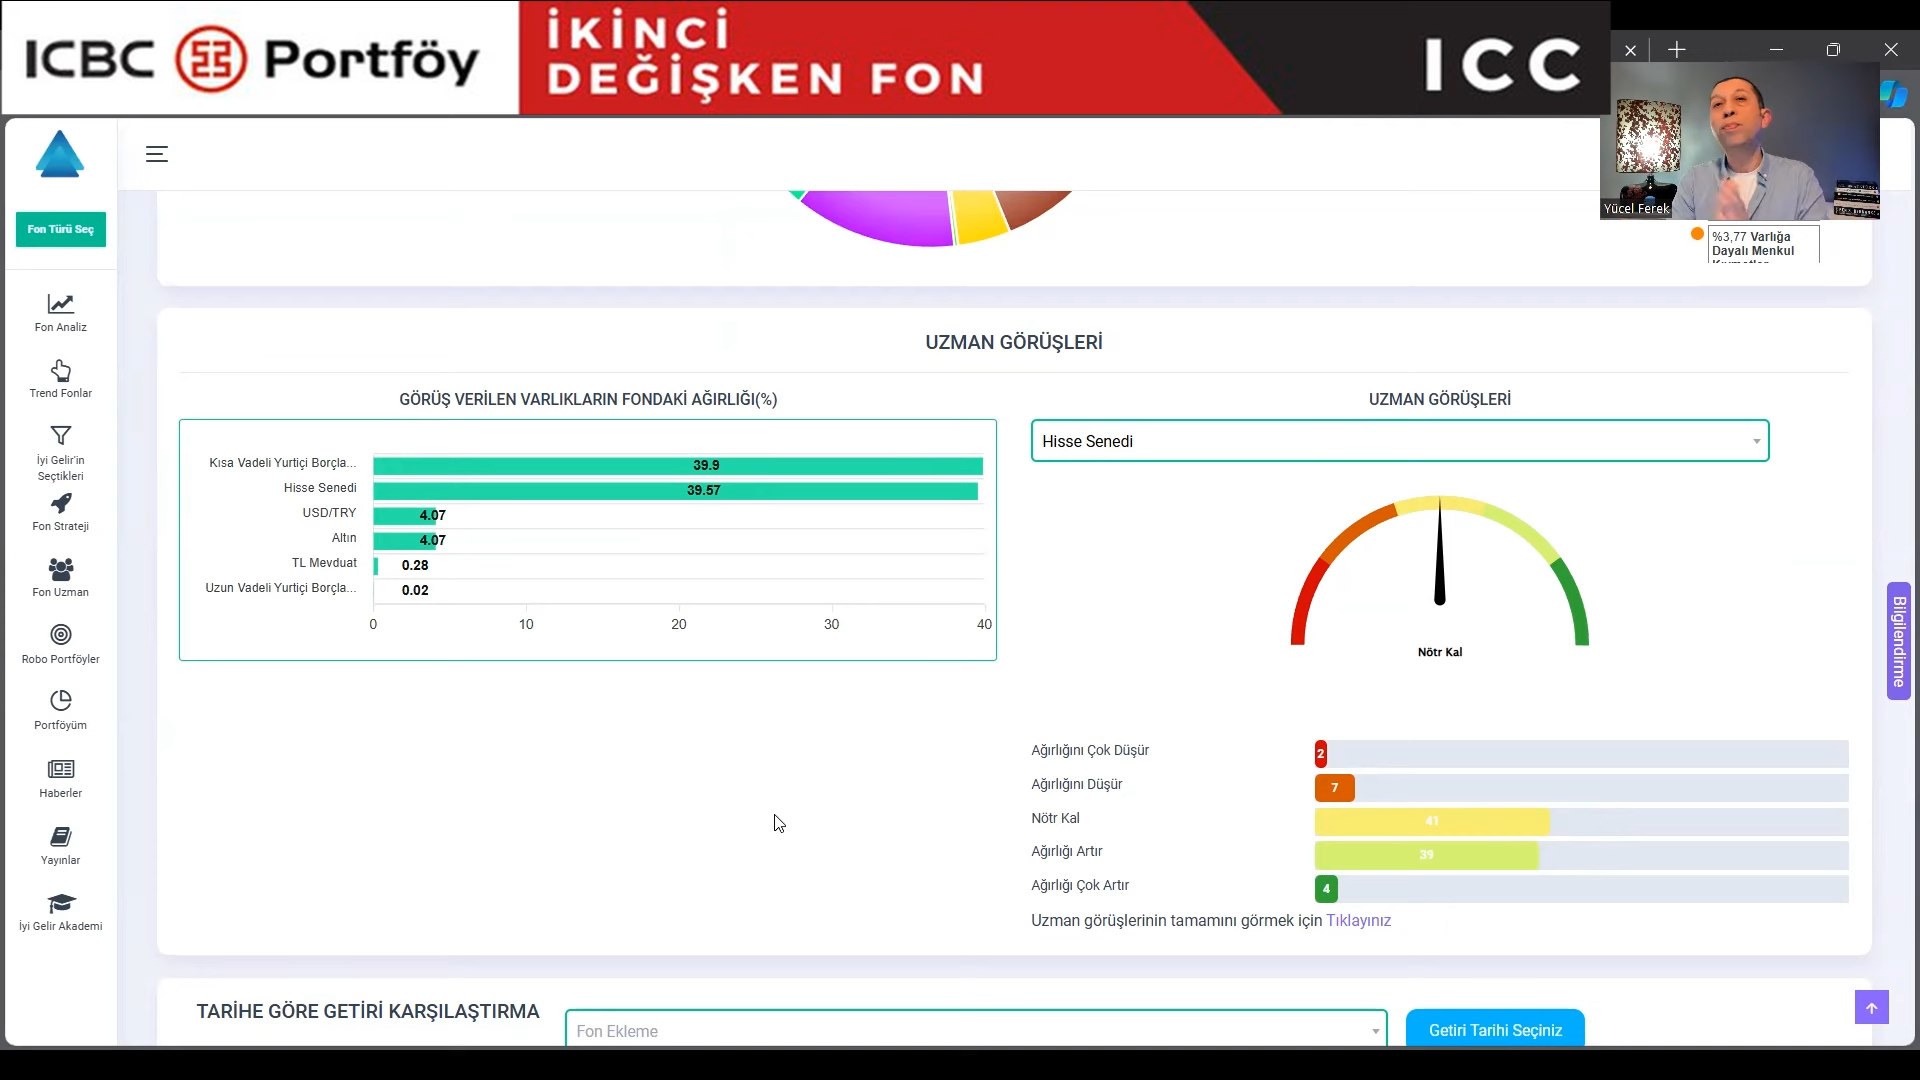 ICBC Portföy
İKİNCİ
DEĞİŞKEN FON
ICC
Yücel Ferek
%3,77 Varlığa
Dayalı Menkul
Fon Türü Seç
Fon Analiz
Trend Fonlar
İyi Gelir'in
Seçtikleri
Fon Strateji
Fon Uzman
Robo Portföyler
Portföyüm
Haberler
Yayınlar
İyi Gelir Akademi
UZMAN GÖRÜŞLERİ
GÖRÜŞ VERİLEN VARLIKLARIN FONDAKİ AĞIRLIĞI(%)
Kısa Vadeli Yurtiçi Borçla... 39.9
Hisse Senedi 39.57
USD/TRY 4.07
Altın 4.07
TL Mevduat 0.28
Uzun Vadeli Yurtiçi Borçla... 0.02
0 10 20 30 40
UZMAN GÖRÜŞLERİ
Hisse Senedi
Nötr Kal
Ağırlığını Çok Düşür 2
Ağırlığını Düşür 7
Nötr Kal 41
Ağırlığı Artır 39
Ağırlığı Çok Artır 4
Uzman görüşlerinin tamamını görmek için Tıklayınız
Bilgilendirme
TARİHE GÖRE GETİRİ KARŞILAŞTIRMA
Fon Ekleme
Getiri Tarihi Seçiniz